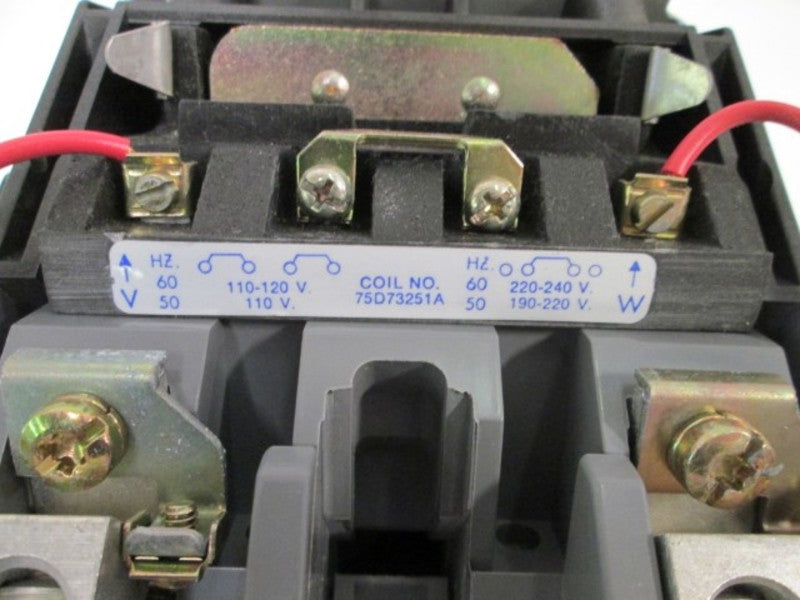 HZ.
60 110-120 V.
V 50 110 V.
COIL NO.
75D73251A
HZ.
60 220-240 V.
50 190-220 V. W